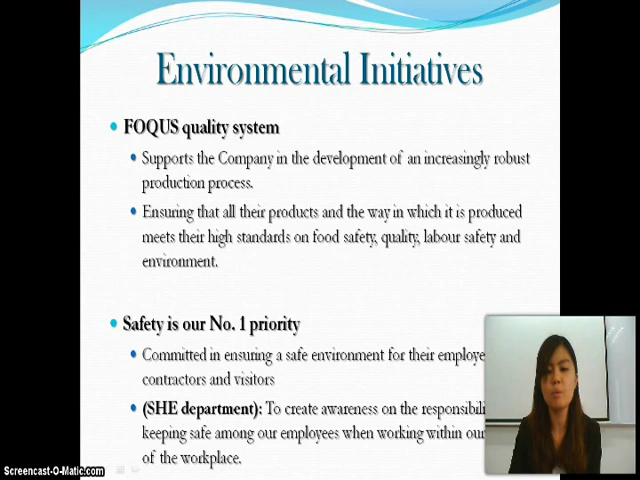 Environmental Initiatives
FOQUS quality system
Supports the Company in the development of an increasingly robust
production process.
Ensuring that all their products and the way in which it is produced
meets their high standards on food safety, quality, labour safety and
environment.
Safety is our No. 1 priority
Committed in ensuring a safe environment for their employe
contractors and visitors
(SHE department): To create awareness on the responsibili
keeping safe among our employees when working within our
of the workplace.
Screencast-O-Matic.com